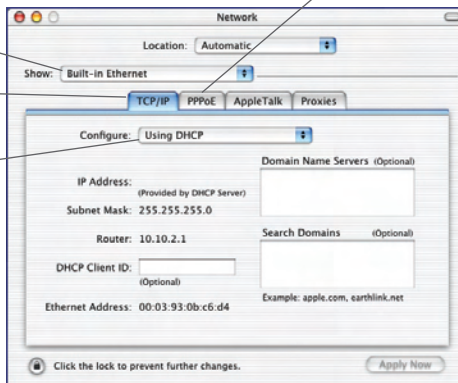 Network
Location: Automatic
Show: Built-in Ethernet
TCP/IP PPPoE AppleTalk Proxies
Configure: Using DHCP
Domain Name Servers (Optional)
IP Address:
(Provided by DHCP Server)
Subnet Mask: 255.255.255.0
Router: 10.10.2.1
Search Domains (Optional)
DHCP Client ID:
(Optional)
Ethernet Address: 00:03:93:0b:c6:d4
Example: apple.com, earthlink.net
Click the lock to prevent further changes.
Apply Now